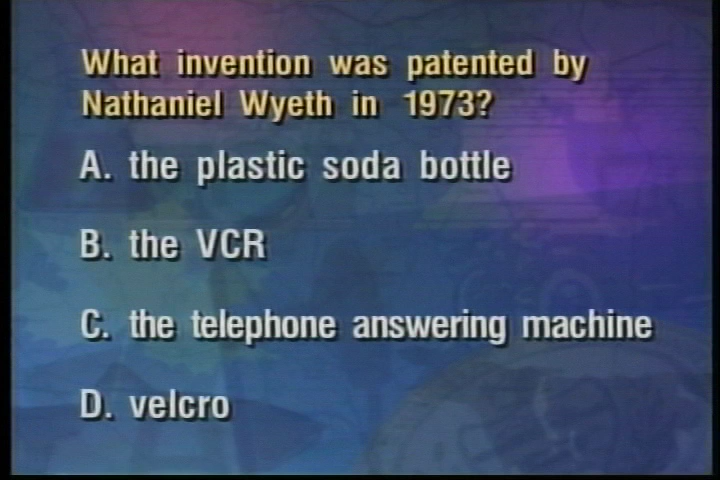 What invention was patented by
Nathaniel Wyeth in 1973?
A. the plastic soda bottle
B. the VCR
C. the telephone answering machine
D. velcro